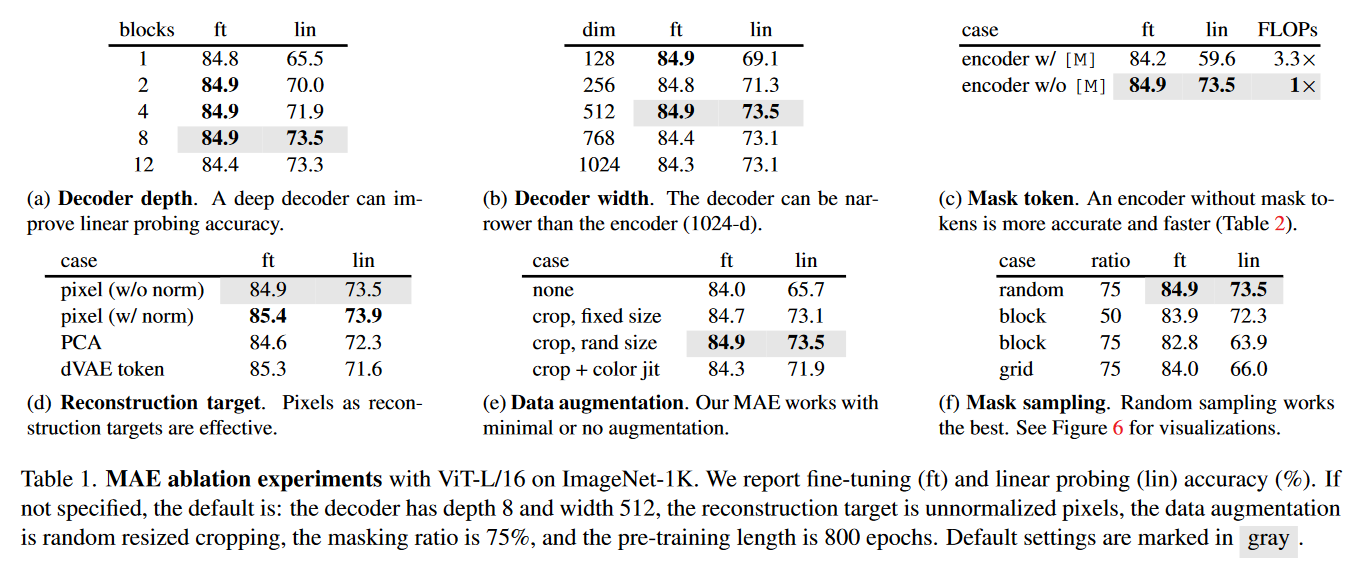 blocks ft lin
1 84.8 65.5
2 84.9 70.0
4 84.9 71.9
8 84.9 73.5
12 84.4 73.3
(a) Decoder depth. A deep decoder can im-
prove linear probing accuracy.
dim ft lin
128 84.9 69.1
256 84.8 71.3
512 84.9 73.5
768 84.4 73.1
1024 84.3 73.1
(b) Decoder width. The decoder can be nar-
rower than the encoder (1024-d).
case ft lin FLOPs
encoder w/ [M] 84.2 59.6 3.3×
encoder w/o [M] 84.9 73.5 1×
(c) Mask token. An encoder without mask to-
kens is more accurate and faster (Table 2).
case ft lin
pixel (w/o norm) 84.9 73.5
pixel (w/ norm) 85.4 73.9
PCA 84.6 72.3
dVAE token 85.3 71.6
(d) Reconstruction target. Pixels as recon-
struction targets are effective.
case ft lin
none 84.0 65.7
crop, fixed size 84.7 73.1
crop, rand size 84.9 73.5
crop + color jit 84.3 71.9
(e) Data augmentation. Our MAE works with
minimal or no augmentation.
case ratio ft lin
random 75 84.9 73.5
block 50 83.9 72.3
block 75 82.8 63.9
grid 75 84.0 66.0
(f) Mask sampling. Random sampling works
the best. See Figure 6 for visualizations.
Table 1. MAE ablation experiments with ViT-L/16 on ImageNet-1K. We report fine-tuning (ft) and linear probing (lin) accuracy (%). If
not specified, the default is: the decoder has depth 8 and width 512, the reconstruction target is unnormalized pixels, the data augmentation
is random resized cropping, the masking ratio is 75%, and the pre-training length is 800 epochs. Default settings are marked in gray .